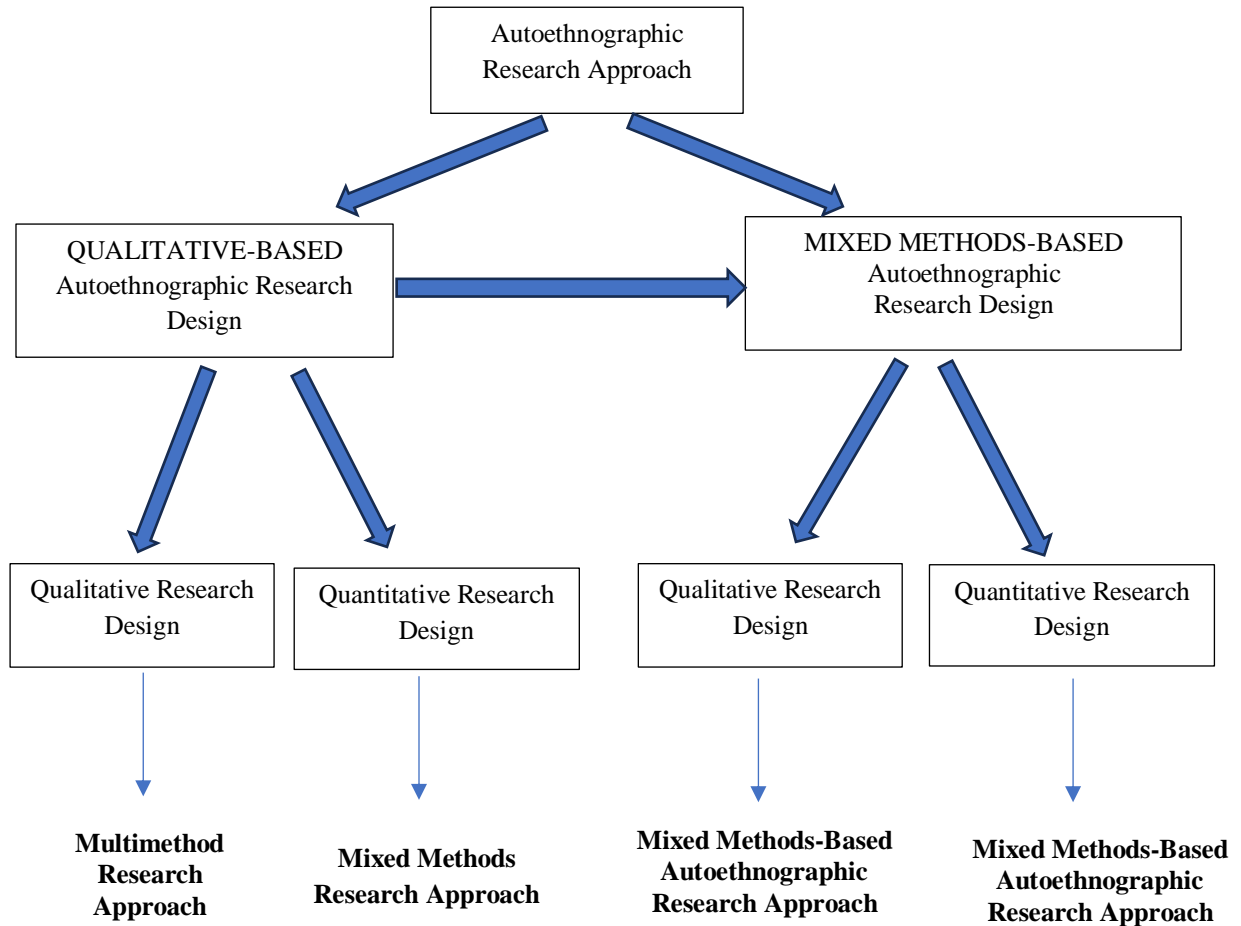 Autoethnographic
Research Approach
QUALITATIVE-BASED
Autoethnographic Research
Design
MIXED METHODS-BASED
Autoethnographic
Research Design
Qualitative Research
Design
Quantitative Research
Design
Qualitative Research
Design
Quantitative Research
Design
Multimethod
Research
Approach
Mixed Methods
Research Approach
Mixed Methods-Based
Autoethnographic
Research Approach
Mixed Methods-Based
Autoethnographic
Research Approach